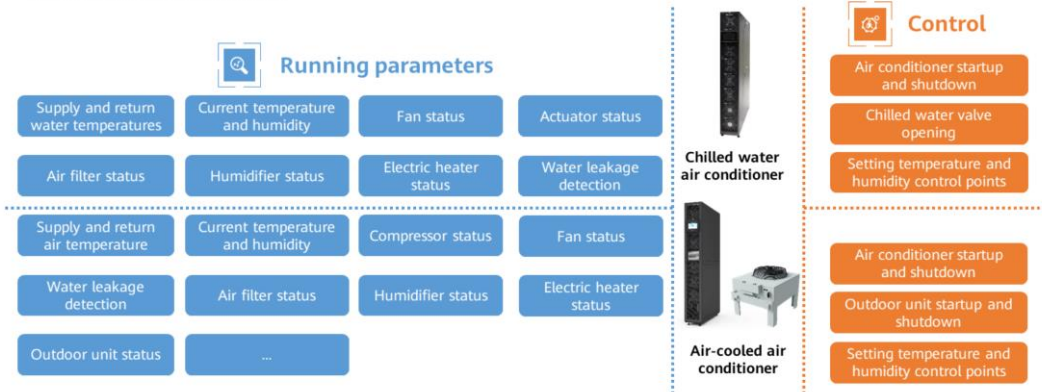 Running parameters
Supply and return
water temperatures
Current temperature
and humidity
Fan status
Actuator status
Air filter status
Humidifier status
Electric heater
status
Water leakage
detection
Supply and return
air temperature
Current temperature
and humidity
Compressor status
Fan status
Water leakage
detection
Air filter status
Humidifier status
Electric heater
status
Outdoor unit status
...
Chilled water
air conditioner
Air-cooled air
conditioner
Control
Air conditioner startup
and shutdown
Chilled water valve
opening
Setting temperature and
humidity control points
Air conditioner startup
and shutdown
Outdoor unit startup and
shutdown
Setting temperature and
humidity control points